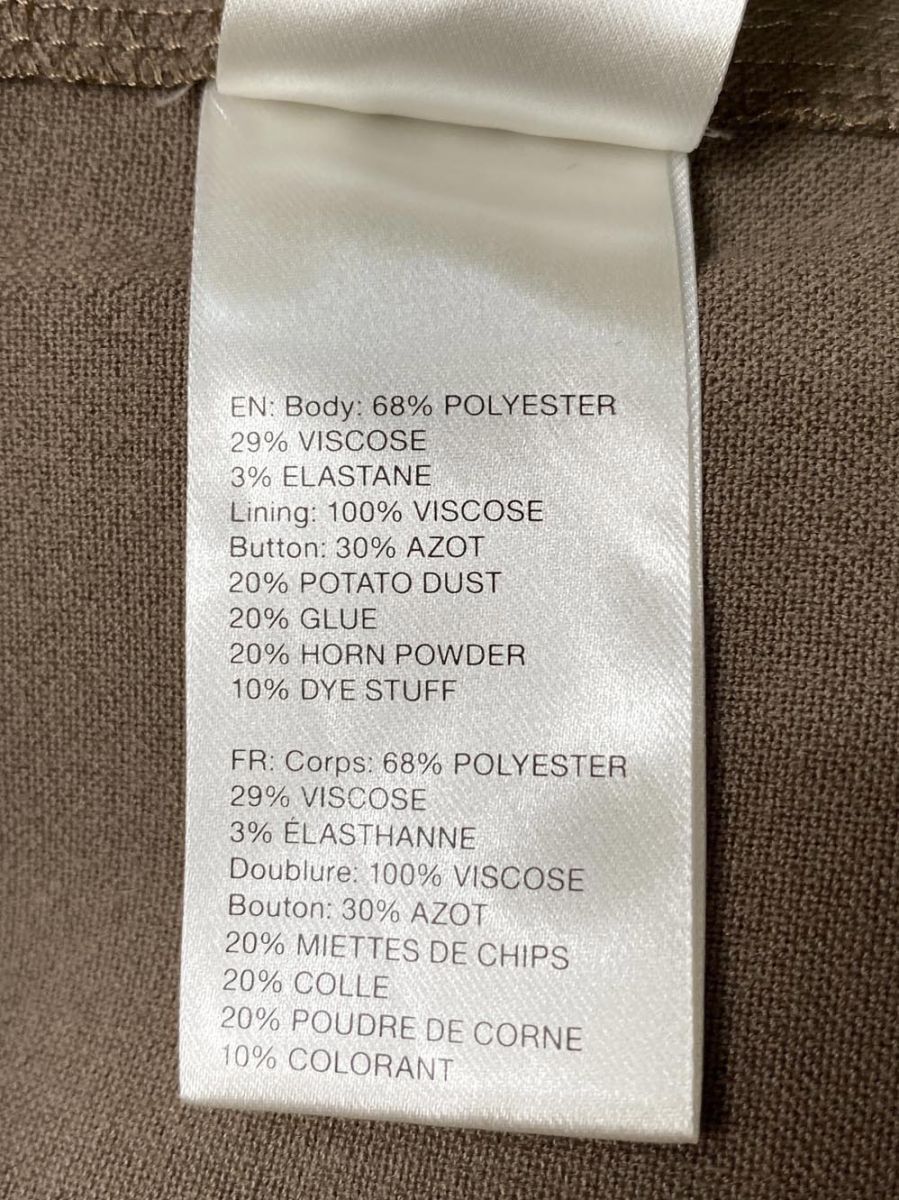 EN: Body: 68% POLYESTER
29% VISCOSE
3% ELASTANE
Lining: 100% VISCOSE
Button: 30% AZOT
20% POTATO DUST
20% GLUE
20% HORN POWDER
10% DYE STUFF
FR: Corps: 68% POLYESTER
29% VISCOSE
3% ÉLASTHANNE
Doublure: 100% VISCOSE
Bouton: 30% AZOT
20% MIETTES DE CHIPS
20% COLLE
20% POUDRE DE CORNE
10% COLORANT